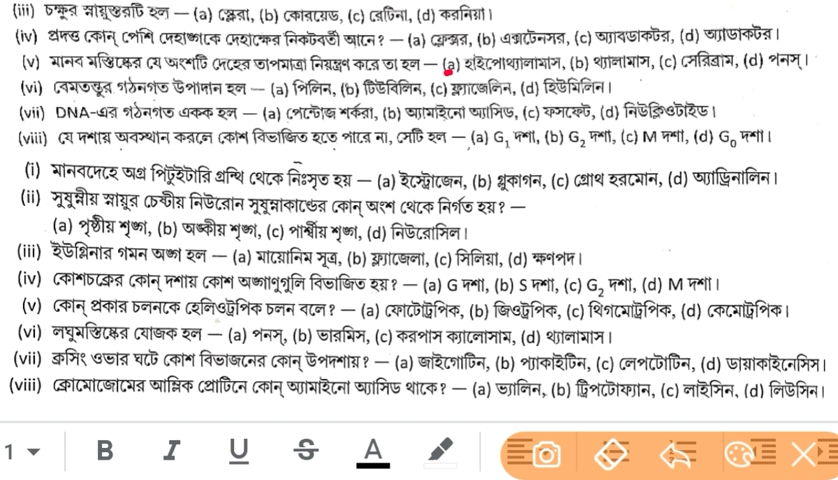 (iii) চক্ষুর স্নায়ুস্তরটি হল — (a) স্ক্লেরা, (b) কোরয়েড, (c) রেটিনা, (d) করনিয়া।
(iv) প্রদত্ত কোন্ পেশি দেহাক্ষকে দেহাক্ষের নিকটবর্তী আনে? — (a) ফ্লেক্সর, (b) এক্সটেনসর, (c) অ্যাবডাকটর, (d) অ্যাডাকটর।
(v) মানব মস্তিষ্কের যে অংশটি দেহের তাপমাত্রা নিয়ন্ত্রণ করে তা হল — (a) হাইপোথ্যালামাস, (b) থ্যালামাস, (c) সেরিব্রাম, (d) পনস্।
(vi) বেমতন্তুর গঠনগত উপাদান হল — (a) পিলিন, (b) টিউবিলিন, (c) ফ্ল্যাজেলিন, (d) হিউমিলিন।
(vii) DNA-এর গঠনগত একক হল — (a) পেন্টোজ শর্করা, (b) অ্যামাইনো অ্যাসিড, (c) ফসফেট, (d) নিউক্লিওটাইড।
(viii) যে দশায় অবস্থান করলে কোশ বিভাজিত হতে পারে না, সেটি হল — (a) G₁ দশা, (b) G₂ দশা, (c) M দশা, (d) G₀ দশা।
(i) মানবদেহে অগ্র পিটুইটারি গ্রন্থি থেকে নিঃসৃত হয় — (a) ইস্ট্রোজেন, (b) গ্লুকাগন, (c) গ্রোথ হরমোন, (d) অ্যাড্রিনালিন।
(ii) সুষুম্নীয় স্নায়ুর চেষ্টীয় নিউরোন সুষুম্নাকাণ্ডের কোন্ অংশ থেকে নির্গত হয়? —
(a) পৃষ্ঠীয় শৃঙ্গ, (b) অঙ্কীয় শৃঙ্গ, (c) পার্শ্বীয় শৃঙ্গ, (d) নিউরোসিল।
(iii) ইউগ্লিনার গমন অঙ্গ হল — (a) মায়োনিম সূত্র, (b) ফ্ল্যাজেলা, (c) সিলিয়া, (d) ক্ষণপদ।
(iv) কোশচক্রের কোন্ দশায় কোশ অঙ্গাণুগুলি বিভাজিত হয়? — (a) G দশা, (b) S দশা, (c) G₂ দশা, (d) M দশা।
(v) কোন্ প্রকার চলনকে হেলিওট্রপিক চলন বলে? — (a) ফোটোট্রপিক, (b) জিওট্রপিক, (c) থিগমোট্রপিক, (d) কেমোট্রপিক।
(vi) লঘুমস্তিষ্কের যোজক হল — (a) পনস্, (b) ভারমিস, (c) করপাস ক্যালোসাম, (d) থ্যালামাস।
(vii) ক্রসিং ওভার ঘটে কোশ বিভাজনের কোন্ উপদশায়? — (a) জাইগোটিন, (b) প্যাকাইটিন, (c) লেপটোটিন, (d) ডায়াকাইনেসিস।
(viii) ক্রোমোজোমের আম্লিক প্রোটিনে কোন্ অ্যামাইনো অ্যাসিড থাকে? — (a) ভ্যালিন, (b) ট্রিপটোফ্যান, (c) লাইসিন, (d) লিউসিন।
1 B I U S A